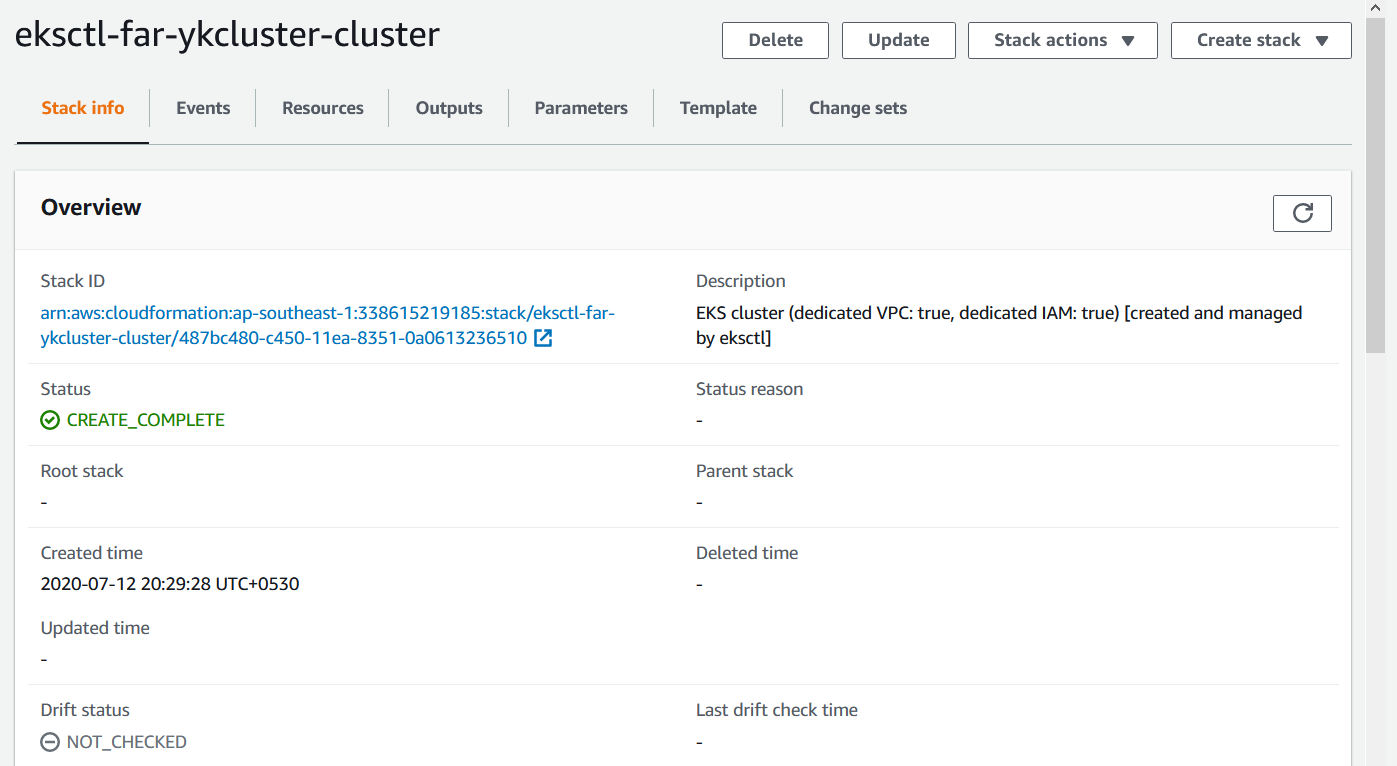 eksctl-far-ykcluster-cluster
Delete
Update
Stack actions
Create stack
Stack info
Events
Resources
Outputs
Parameters
Template
Change sets
Overview
Stack ID
arn:aws:cloudformation:ap-southeast-1:338615219185:stack/eksctl-far-
ykcluster-cluster/487bc480-c450-11ea-8351-0a0613236510
Description
EKS cluster (dedicated VPC: true, dedicated IAM: true) [created and managed
by eksctl]
Status
CREATE_COMPLETE
Status reason
-
Root stack
-
Parent stack
-
Created time
2020-07-12 20:29:28 UTC+0530
Deleted time
-
Updated time
-
Drift status
NOT_CHECKED
Last drift check time
-